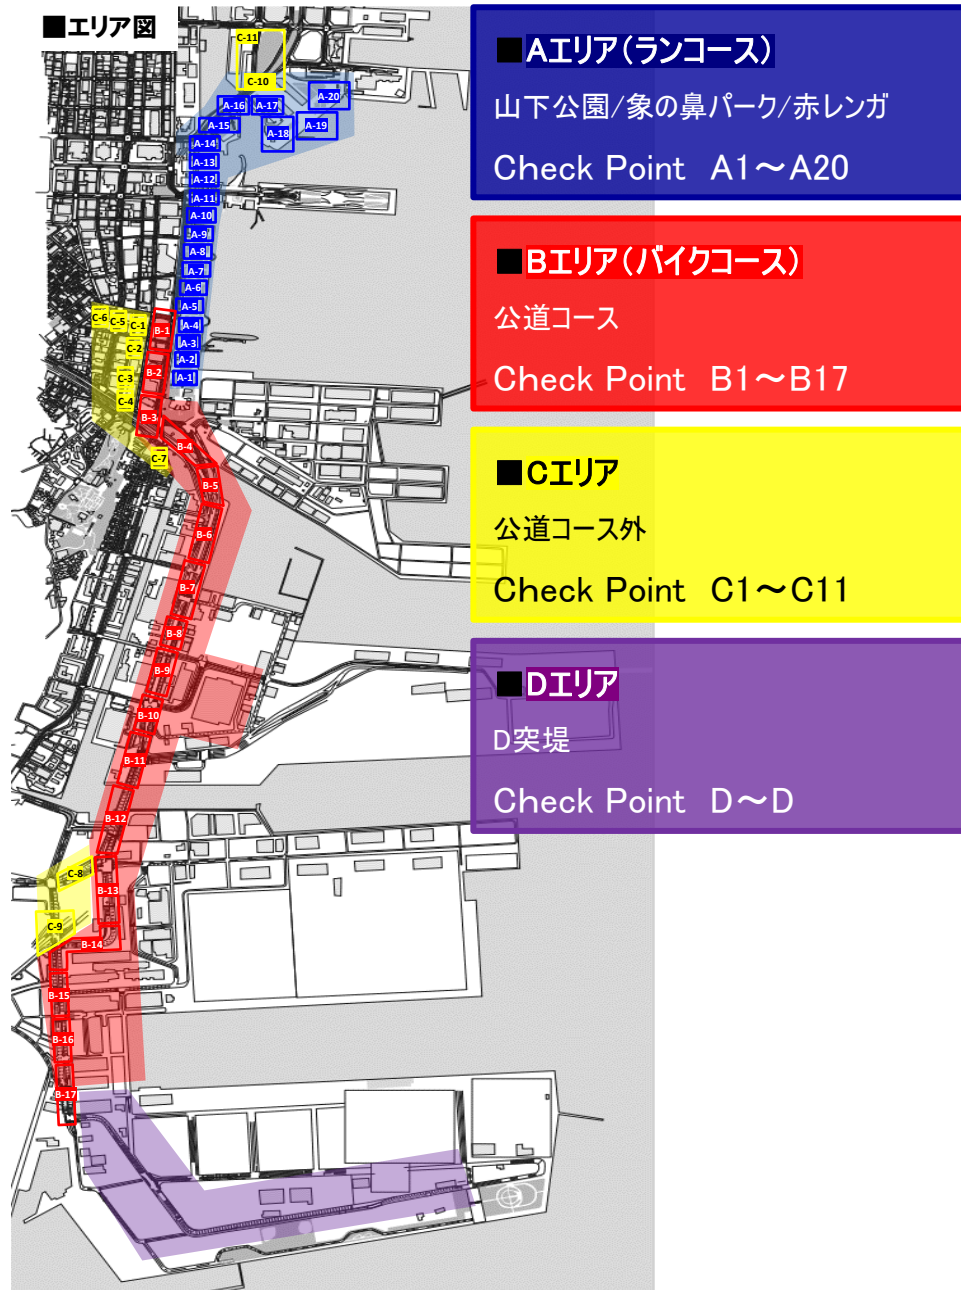 ■エリア図
C-11
C-10
A-20
A-16
A-17
A-15
A-18
A-19
A-14
A-13
A-12
A-11
A-10
A-9
A-8
A-7
A-6
A-5
A-4
A-3
A-2
A-1
C-6
C-5
C-1
B-1
C-2
B-2
C-3
C-4
B-3
B-4
C-7
B-5
B-6
B-7
B-8
B-9
B-10
B-11
B-12
C-8
B-13
C-9
B-14
B-15
B-16
B-17
■Aエリア(ランコース)
山下公園/象の鼻パーク/赤レンガ
Check Point A1～A20
■Bエリア(バイクコース)
公道コース
Check Point B1～B17
■Cエリア
公道コース外
Check Point C1～C11
■Dエリア
D突堤
Check Point D～D